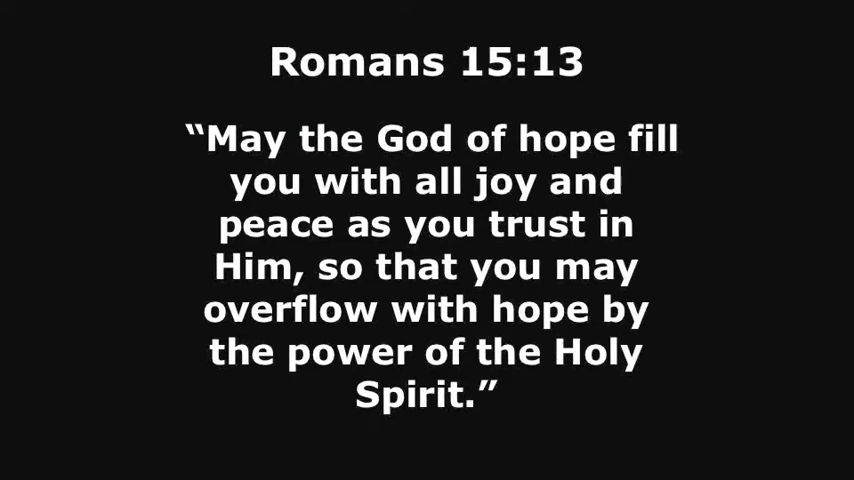 Romans 15:13
“May the God of hope fill
you with all joy and
peace as you trust in
Him, so that you may
overflow with hope by
the power of the Holy
Spirit.”